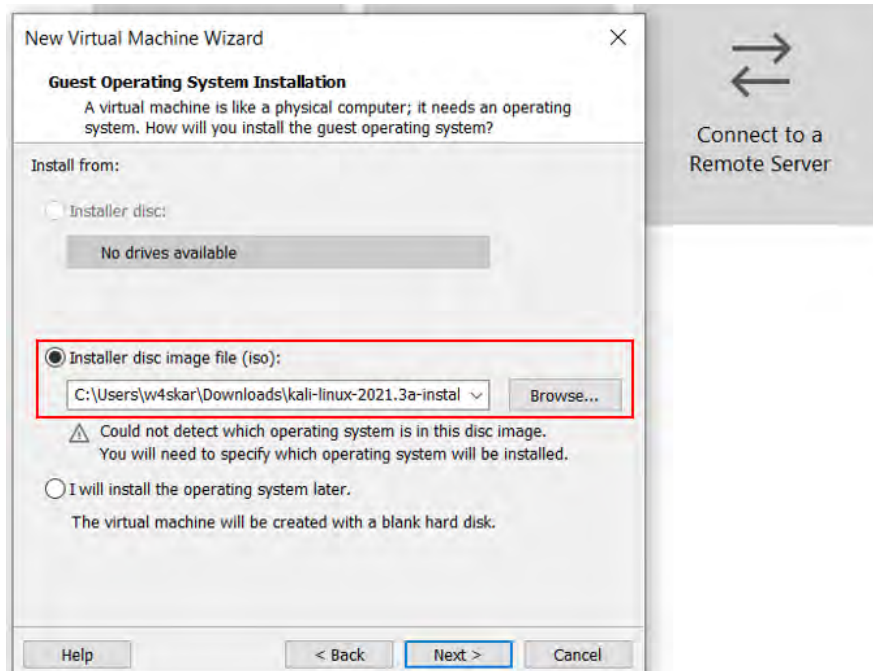 New Virtual Machine Wizard
Guest Operating System Installation
A virtual machine is like a physical computer; it needs an operating
system. How will you install the guest operating system?
Install from:
Installer disc:
No drives available
Installer disc image file (iso):
C:\Users\w4skar\Downloads\kali-linux-2021.3a-instal
Browse...
Could not detect which operating system is in this disc image.
You will need to specify which operating system will be installed.
I will install the operating system later.
The virtual machine will be created with a blank hard disk.
Help
< Back
Next >
Cancel
Connect to a
Remote Server